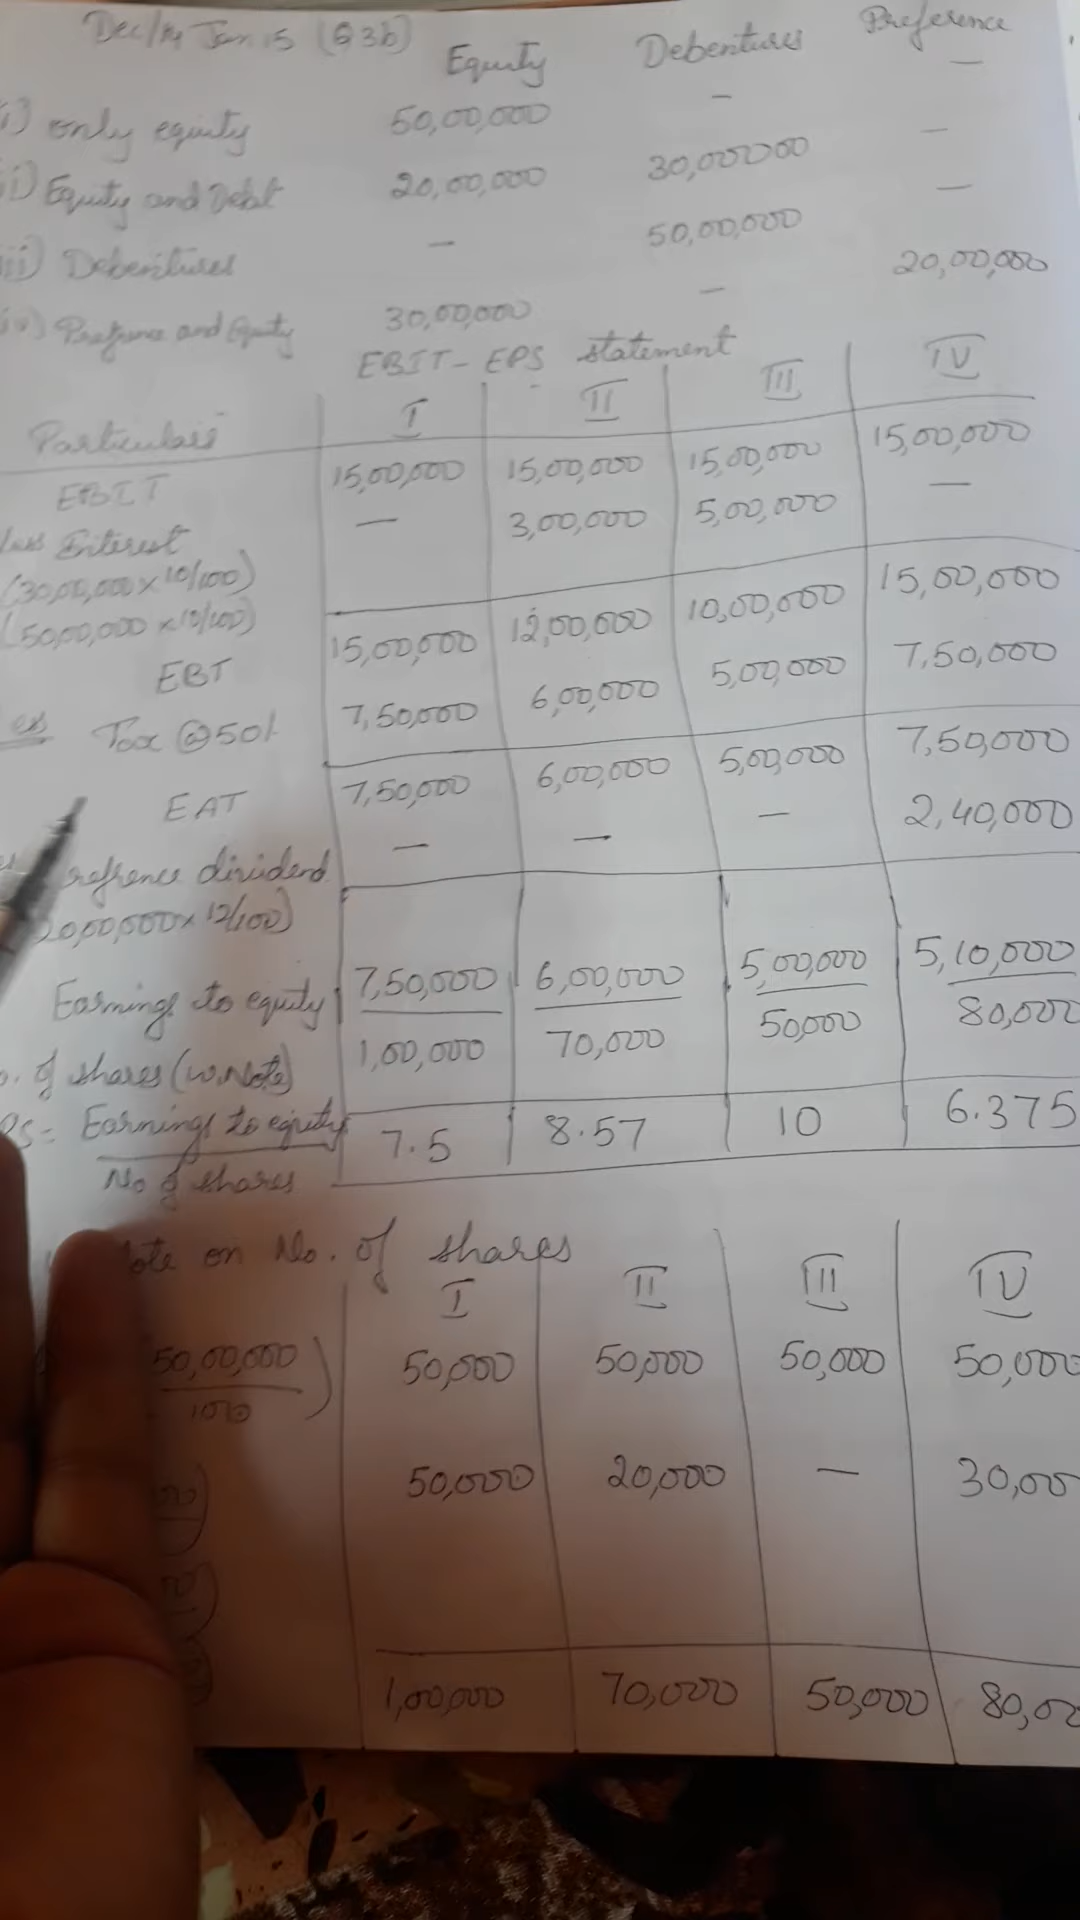 Dec/14 Jan 15 (Q3b)
Equity Debentures Preference
i) only equity 50,00,000 — —
ii) Equity and Debt 20,00,000 30,00000 —
iii) Debentures — 50,00,000 —
iv) Prefrence and Equity 30,00,000 — 20,00,000
EBIT - EPS statement
Particulars I II III IV
EBIT 15,00,000 15,00,000 15,00,000 15,00,000
less Interest — 3,00,000 5,00,000 —
(30,00,000 x 10/100)
(50,00,000 x 10/100)
EBT 15,00,000 12,00,000 10,00,000 15,00,000
Tax @ 50% 7,50,000 6,00,000 5,00,000 7,50,000
EAT 7,50,000 6,00,000 5,00,000 7,50,000
refrence dividend — — — 2,40,000
20,00,000 x 12/100)
Earnings to equity 7,50,000 6,00,000 5,00,000 5,10,000
of shares (W.Note) 1,00,000 70,000 50,000 80,000
= Earnings to equity 7.5 8.57 10 6.375
No of shares
ote on No. of shares
I II III IV
50,00,000 50,000 50,000 50,000 50,000
100)
50,000 20,000 — 30,00
1,00,000 70,000 50,000 80,00